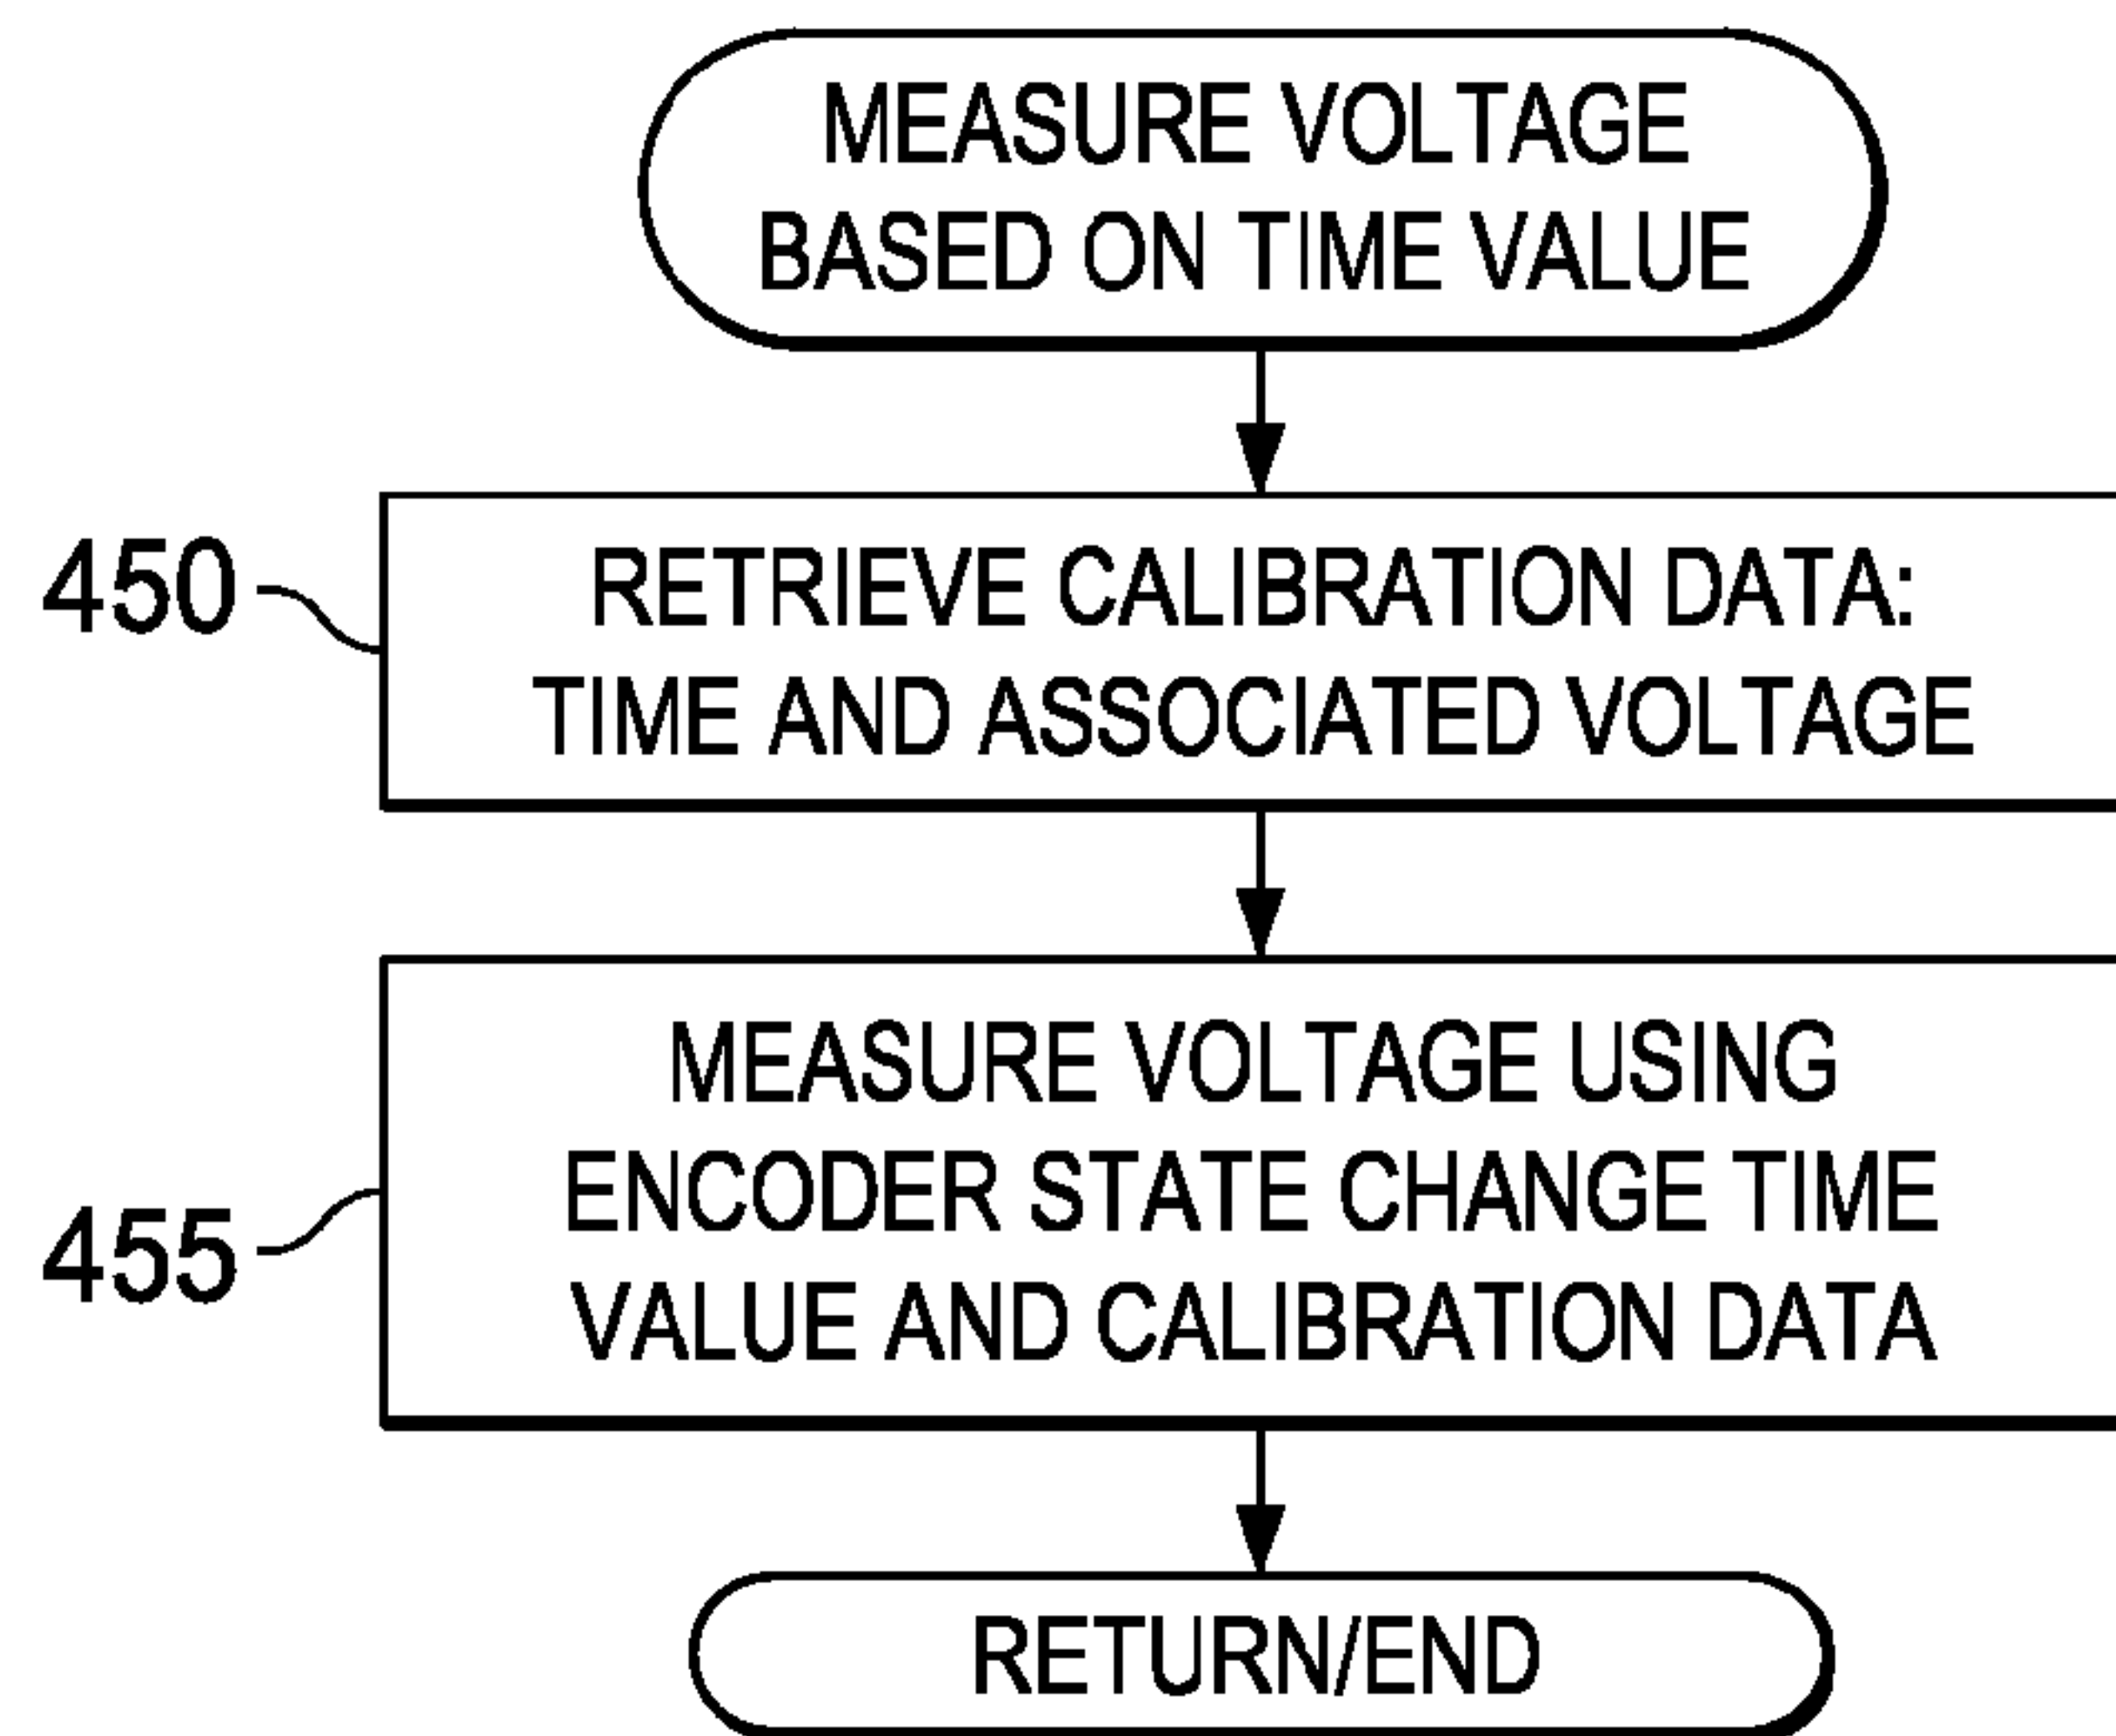 MEASURE VOLTAGE
BASED ON TIME VALUE
450
RETRIEVE CALIBRATION DATA:
TIME AND ASSOCIATED VOLTAGE
455
MEASURE VOLTAGE USING
ENCODER STATE CHANGE TIME
VALUE AND CALIBRATION DATA
RETURN/END